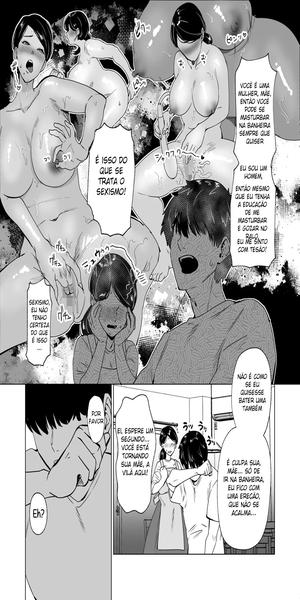 VOCÊ É UMA
MULHER, MÃE,
ENTÃO VOCÊ
PODE SE
MASTURBAR
NA BANHEIRA
SEMPRE QUE
QUISER.
EU SOU UM
HOMEM,
ENTÃO MESMO
QUE EU TENHA
A EDUCAÇÃO
DE ME
MASTURBAR
E GOZAR NO
RALO,
EU ME SINTO
COM TESÃO!
É ISSO DO
QUE SE
TRATA O
SEXISMO!
SEXISMO,
EU NÃO
TENHO
CERTEZA
DO QUE
É ISSO...
NÃO É COMO
SE EU
QUISESSE
BATER UMA
TAMBÉM
EI, ESPERE UM
SEGUNDO...
VOCÊ ESTÁ
TORNANDO
SUA MÃE, A
VILÃ AQUI!
É CULPA SUA,
MÃE... SÓ DE
IR NA BANHEIRA,
EU FICO COM
UMA EREÇÃO,
QUE NÃO SE
ACALMA...
POR
FAVOR.
Eh?